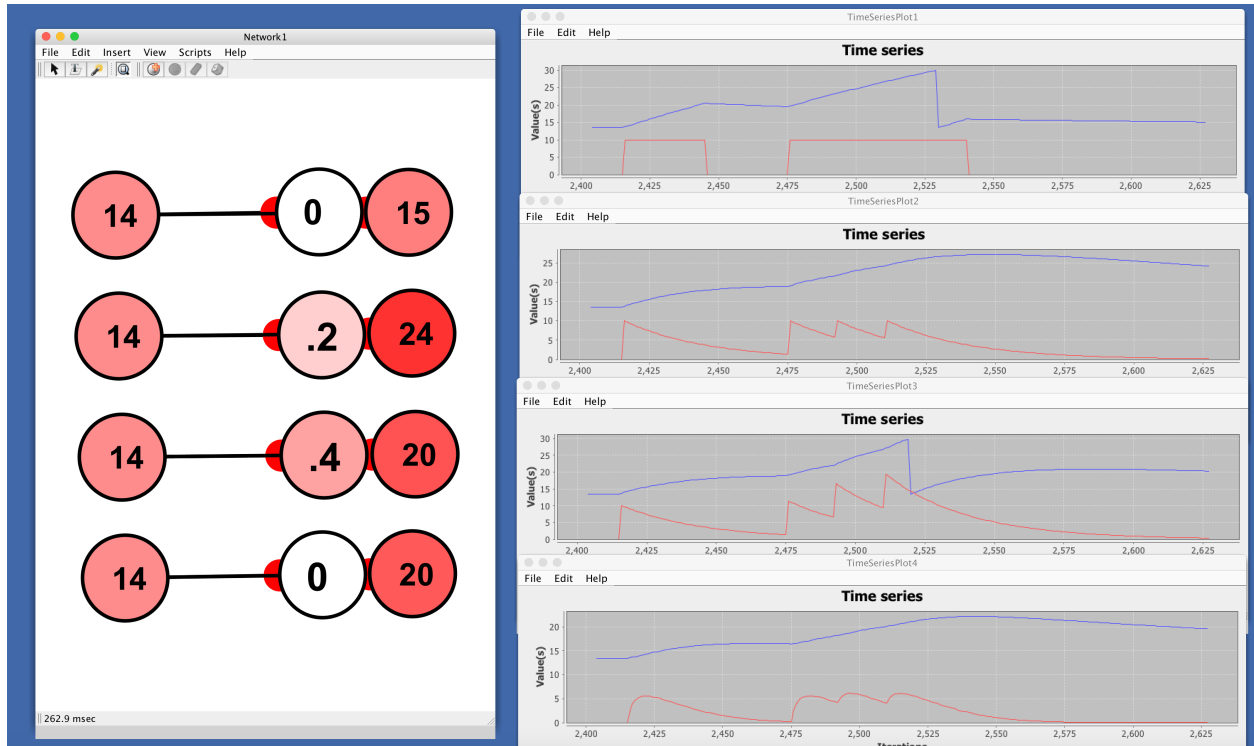 Network1
File Edit Insert View Scripts Help
14 0 15
14 .2 24
14 .4 20
14 0 20
262.9 msec
TimeSeriesPlot1
File Edit Help
Time series
Value(s)
30
25
20
15
10
5
0
2,400 2,425 2,450 2,475 2,500 2,525 2,550 2,575 2,600 2,625
TimeSeriesPlot2
File Edit Help
Time series
Value(s)
25
20
15
10
5
0
2,400 2,425 2,450 2,475 2,500 2,525 2,550 2,575 2,600 2,625
TimeSeriesPlot3
File Edit Help
Time series
Value(s)
30
25
20
15
10
5
0
2,400 2,425 2,450 2,475 2,500 2,525 2,550 2,575 2,600 2,625
TimeSeriesPlot4
File Edit Help
Time series
Value(s)
20
15
10
5
0
2,400 2,425 2,450 2,475 2,500 2,525 2,550 2,575 2,600 2,625
Iterations